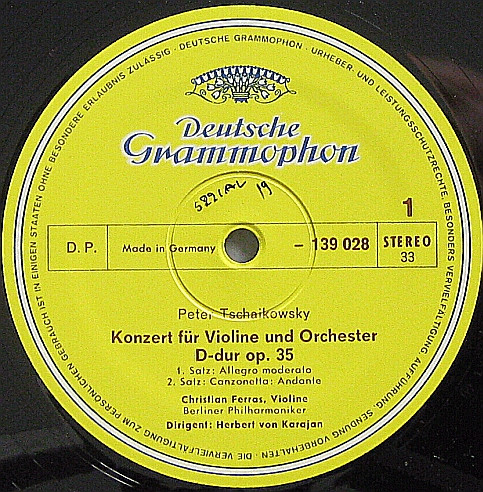 Deutsche
Grammophon
1
D. P.
Made in Germany
– 139 028
STEREO
33
Peter Tschaikowsky
Konzert für Violine und Orchester
D-dur op. 35
1. Satz: Allegro moderato
2. Satz: Canzonetta: Andante
Christian Ferras, Violine
Berliner Philharmoniker
Dirigent: Herbert von Karajan
DEUTSCHE GRAMMOPHON · URHEBER- UND LEISTUNGSSCHUTZRECHTE, BESONDERS VERVIELFÄLTIGUNG AUFFÜHRUNG, SENDUNG VORBEHALTEN · DIE VERVIELFÄLTIGUNG ZUM PERSÖNLICHEN GEBRAUCH IST IN EINIGEN STAATEN OHNE BESONDERE ERLAUBNIS ZULÄSSIG ·